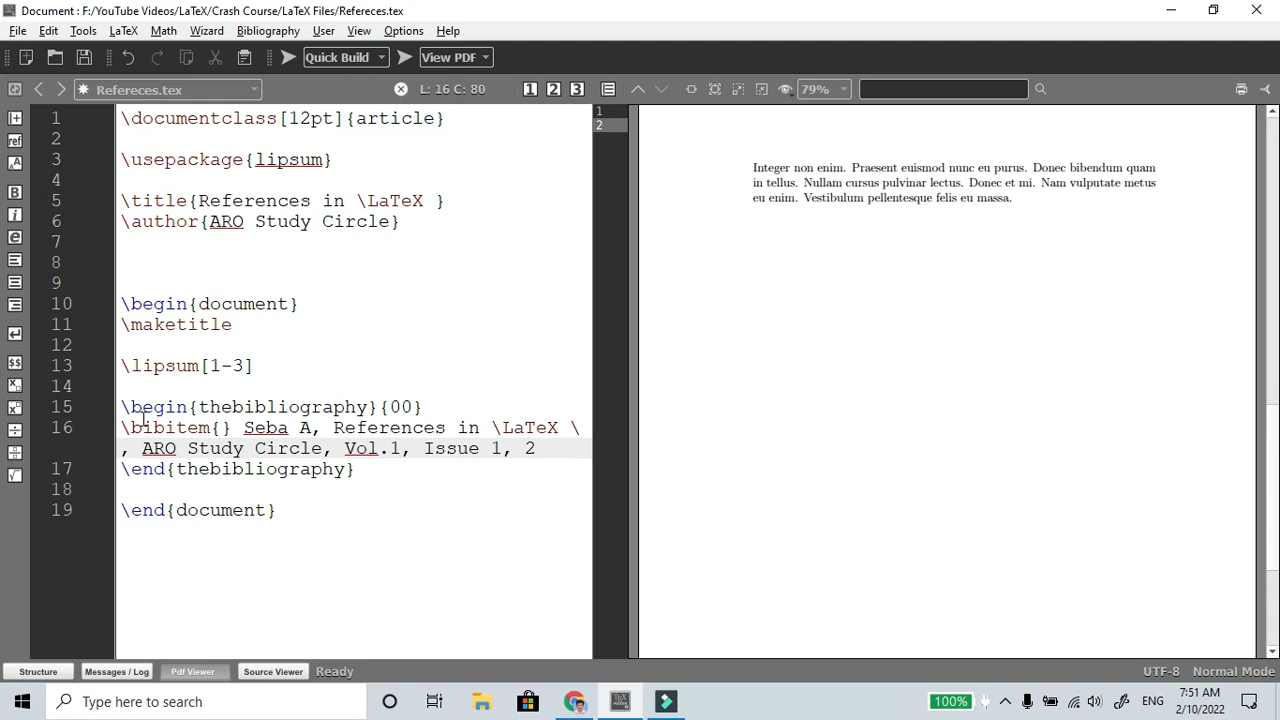 Document : F:/YouTube Videos/LaTeX/Crash Course/LaTeX Files/Refereces.tex
File Edit Tools LaTeX Math Wizard Bibliography User View Options Help
Quick Build View PDF
Refereces.tex L: 16 C: 80 1 2 3 79%
1 \documentclass[12pt]{article}
2
3 \usepackage{lipsum}
4
5 \title{References in \LaTeX }
6 \author{ARO Study Circle}
7
8
9
10 \begin{document}
11 \maketitle
12
13 \lipsum[1-3]
14
15 \begin{thebibliography}{00}
16 \bibitem{} Seba A, References in \LaTeX \
, ARO Study Circle, Vol.1, Issue 1, 2
17 \end{thebibliography}
18
19 \end{document}
1
2
Integer non enim. Praesent euismod nunc eu purus. Donec bibendum quam
in tellus. Nullam cursus pulvinar lectus. Donec et mi. Nam vulputate metus
eu enim. Vestibulum pellentesque felis eu massa.
Structure Messages / Log Pdf Viewer Source Viewer Ready UTF-8 Normal Mode
Type here to search
100% ENG
7:51 AM
2/10/2022